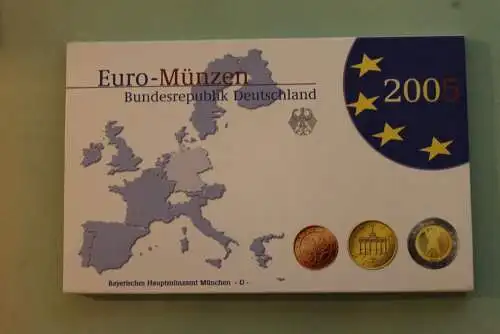 Euro-Münzen
Bundesrepublik Deutschland
2005
Bayerisches Hauptmünzamt München - D -